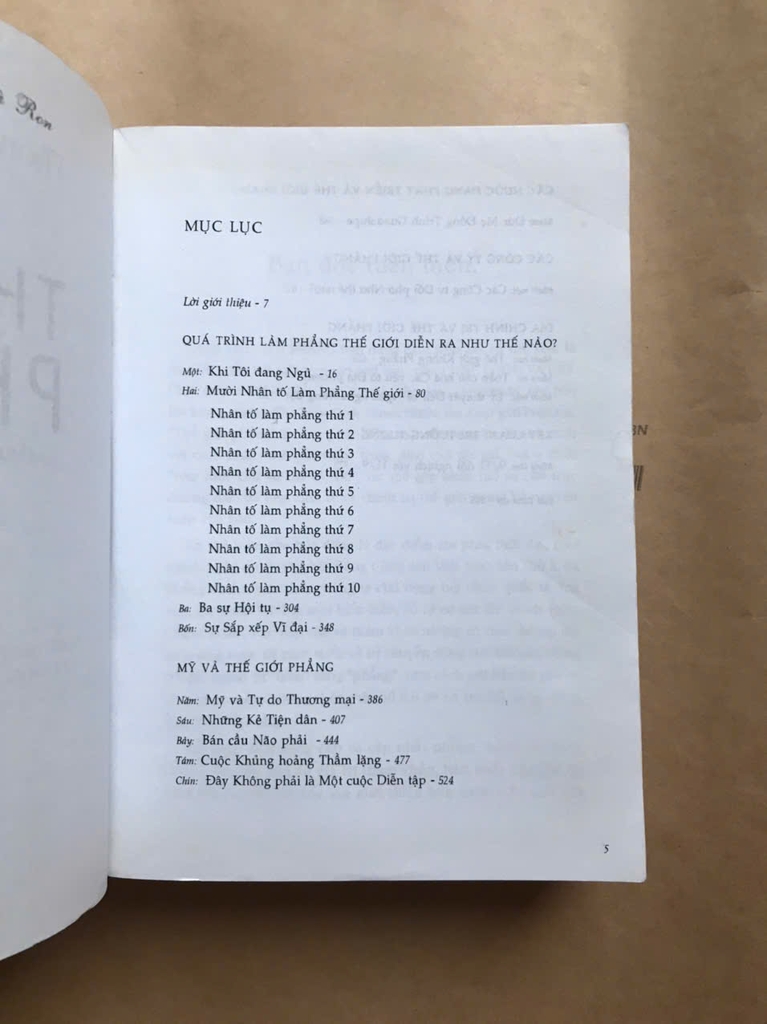 Ron
TH
P
MỤC LỤC
Lời giới thiệu - 7
QUÁ TRÌNH LÀM PHẲNG THẾ GIỚI DIỄN RA NHƯ THẾ NÀO?
Một: Khi Tôi đang Ngủ - 16
Hai: Mười Nhân tố Làm Phẳng Thế giới - 80
Nhân tố làm phẳng thứ 1
Nhân tố làm phẳng thứ 2
Nhân tố làm phẳng thứ 3
Nhân tố làm phẳng thứ 4
Nhân tố làm phẳng thứ 5
Nhân tố làm phẳng thứ 6
Nhân tố làm phẳng thứ 7
Nhân tố làm phẳng thứ 8
Nhân tố làm phẳng thứ 9
Nhân tố làm phẳng thứ 10
Ba: Ba sự Hội tụ - 304
Bốn: Sự Sắp xếp Vĩ đại - 348
MỸ VÀ THẾ GIỚI PHẲNG
Năm: Mỹ và Tự do Thương mại - 386
Sáu: Những Kẻ Tiện dân - 407
Bảy: Bán cầu Não phải - 444
Tám: Cuộc Khủng hoảng Thầm lặng - 477
Chín: Đây Không phải là Một cuộc Diễn tập - 524
5